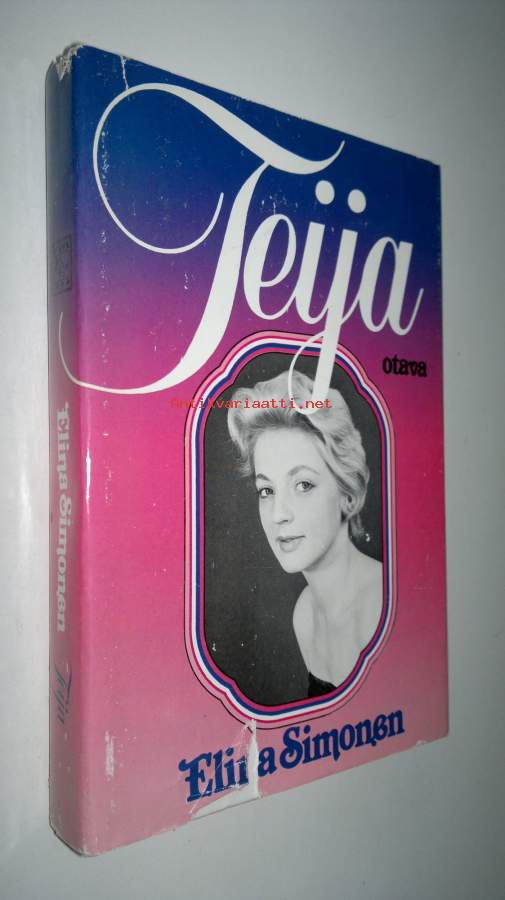 Teija
otava
Antikvariaatti.net
Elina Simonen
Elina Simonen
Teija